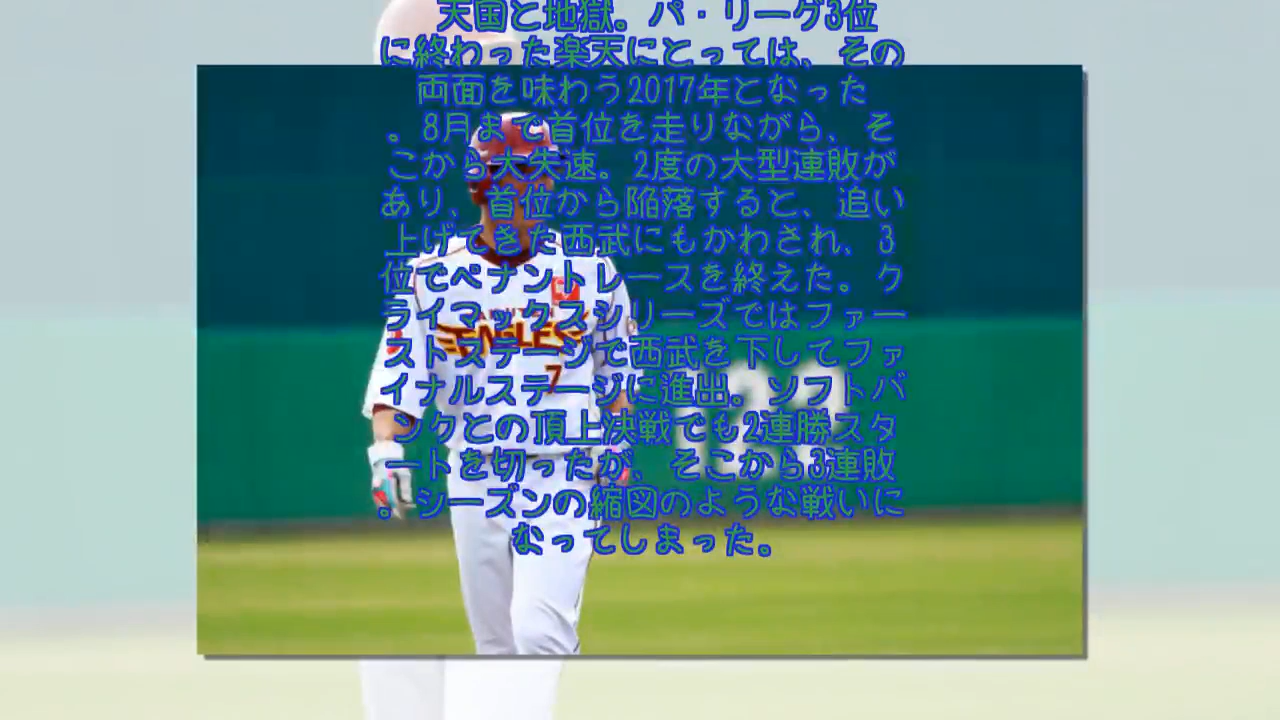 天国と地獄。パ・リーグ3位
に終わった楽天にとっては、その
両面を味わう2017年となった
。8月まで首位を走りながら、そ
こから大失速。2度の大型連敗が
あり、首位から陥落すると、追い
上げてきた西武にもかわされ、3
位でペナントレースを終えた。ク
ライマックスシリーズではファー
ストステージで西武を下してファ
イナルステージに進出。ソフトバ
ンクとの頂上決戦でも2連勝スタ
ートを切ったが、そこから3連敗
。シーズンの縮図のような戦いに
なってしまった。
EAGLES
7